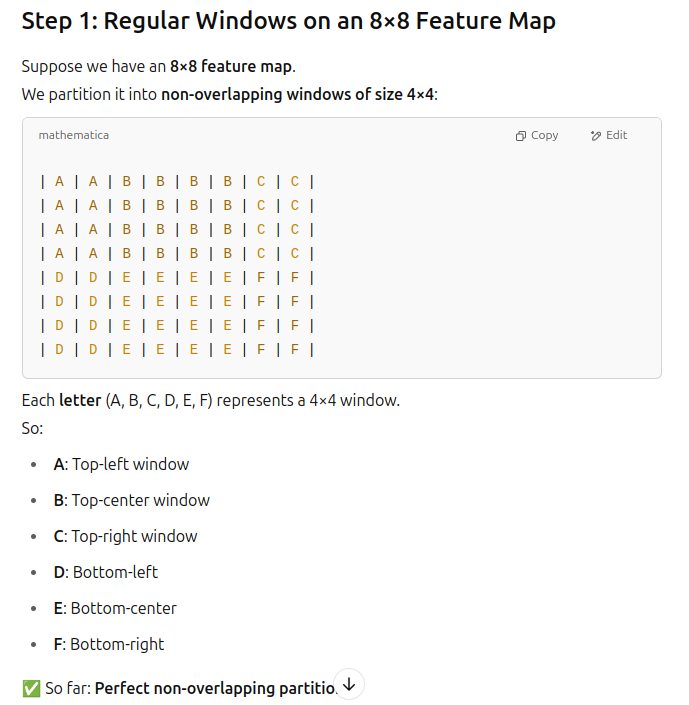 Step 1: Regular Windows on an 8×8 Feature Map
Suppose we have an 8×8 feature map.
We partition it into non-overlapping windows of size 4×4:
mathematica Copy Edit
| A | A | B | B | B | B | C | C |
| A | A | B | B | B | B | C | C |
| A | A | B | B | B | B | C | C |
| A | A | B | B | B | B | C | C |
| D | D | E | E | E | E | F | F |
| D | D | E | E | E | E | F | F |
| D | D | E | E | E | E | F | F |
| D | D | E | E | E | E | F | F |
Each letter (A, B, C, D, E, F) represents a 4×4 window.
So:
• A: Top-left window
• B: Top-center window
• C: Top-right window
• D: Bottom-left
• E: Bottom-center
• F: Bottom-right
✅ So far: Perfect non-overlapping